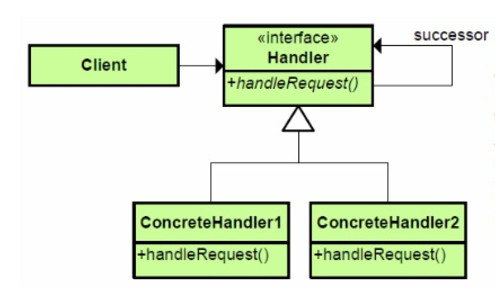 successor
«interface»
Handler
Client
+handleRequest()
ConcreteHandler1
ConcreteHandler2
+handleRequest()
+handleRequest()